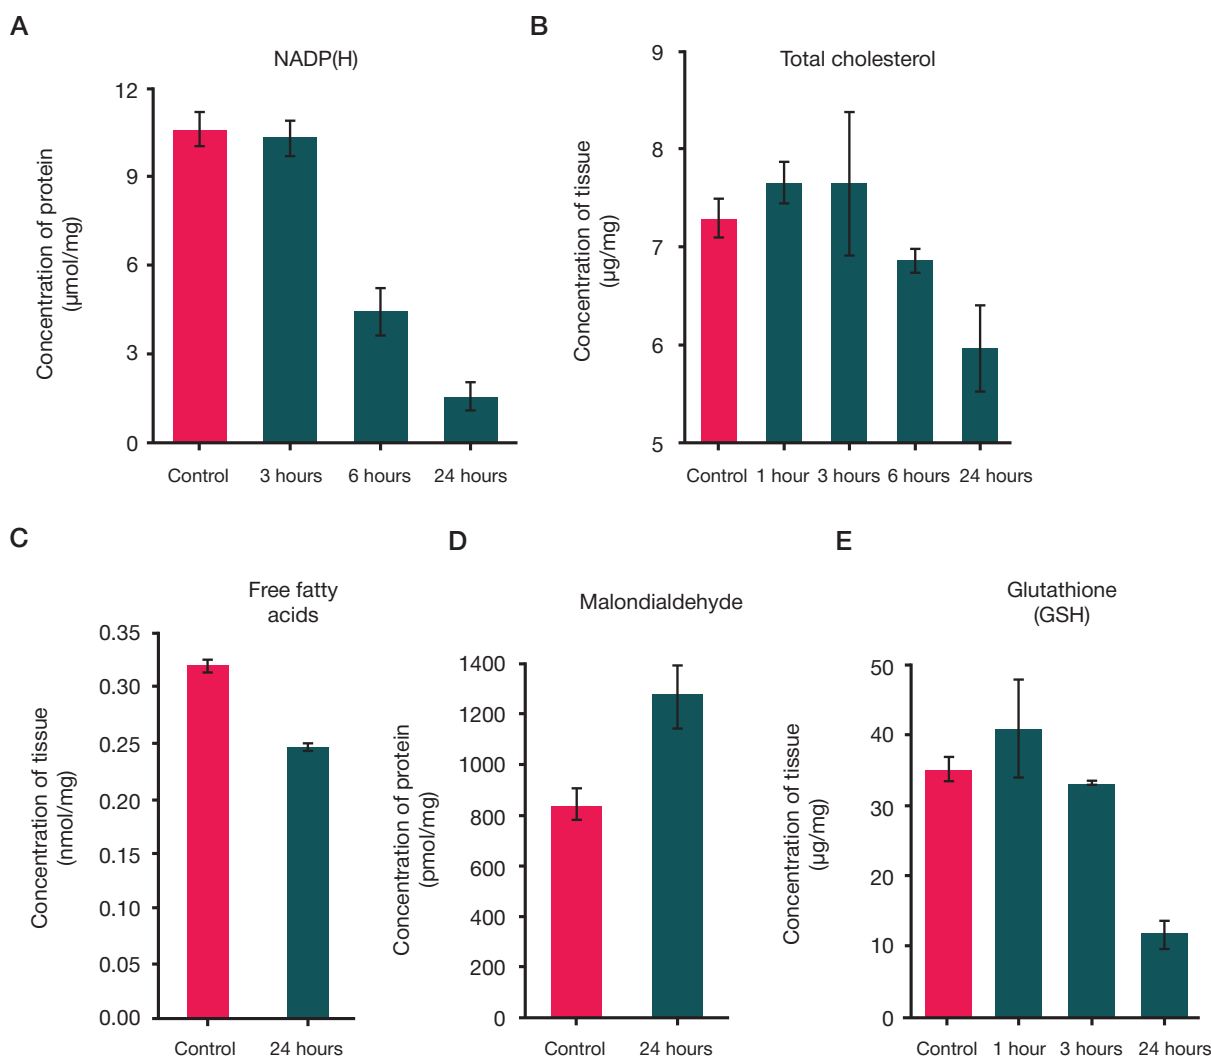 A
NADP(H)
Concentration of protein
(µmol/mg)
12
9
6
3
0
Control 3 hours 6 hours 24 hours
B
Total cholesterol
Concentration of tissue
(µg/mg)
9
8
7
6
5
Control 1 hour 3 hours 6 hours 24 hours
C
Free fatty
acids
Concentration of tissue
(nmol/mg)
0.35
0.30
0.25
0.20
0.15
0.10
0.05
0.00
Control 24 hours
D
Malondialdehyde
Concentration of protein
(pmol/mg)
1400
1200
1000
800
600
400
200
0
Control 24 hours
E
Glutathione
(GSH)
Concentration of tissue
(µg/mg)
50
40
30
20
10
0
Control 1 hour 3 hours 24 hours